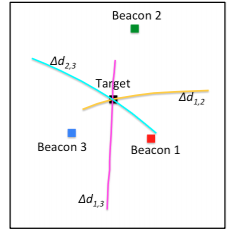 Beacon 2
Δd2,3
Target
Δd1,2
Beacon 3
Beacon 1
Δd1,3